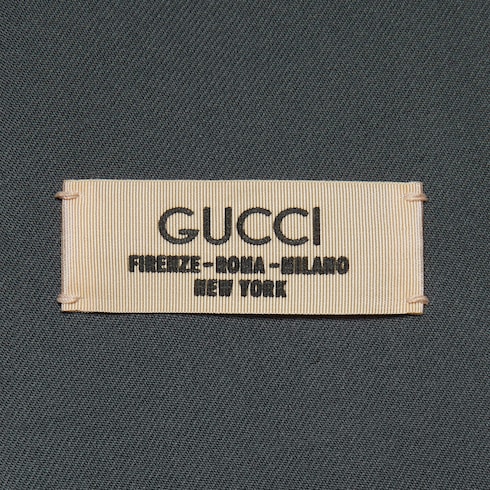 GUCCI
FIRENZE-ROMA-MILANO
NEW YORK